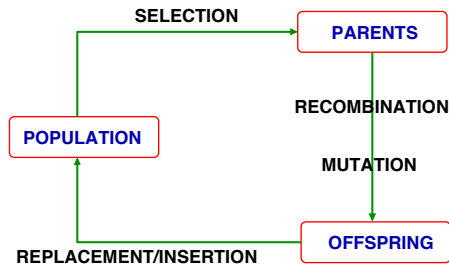 SELECTION
PARENTS
RECOMBINATION
POPULATION
MUTATION
OFFSPRING
REPLACEMENT/INSERTION